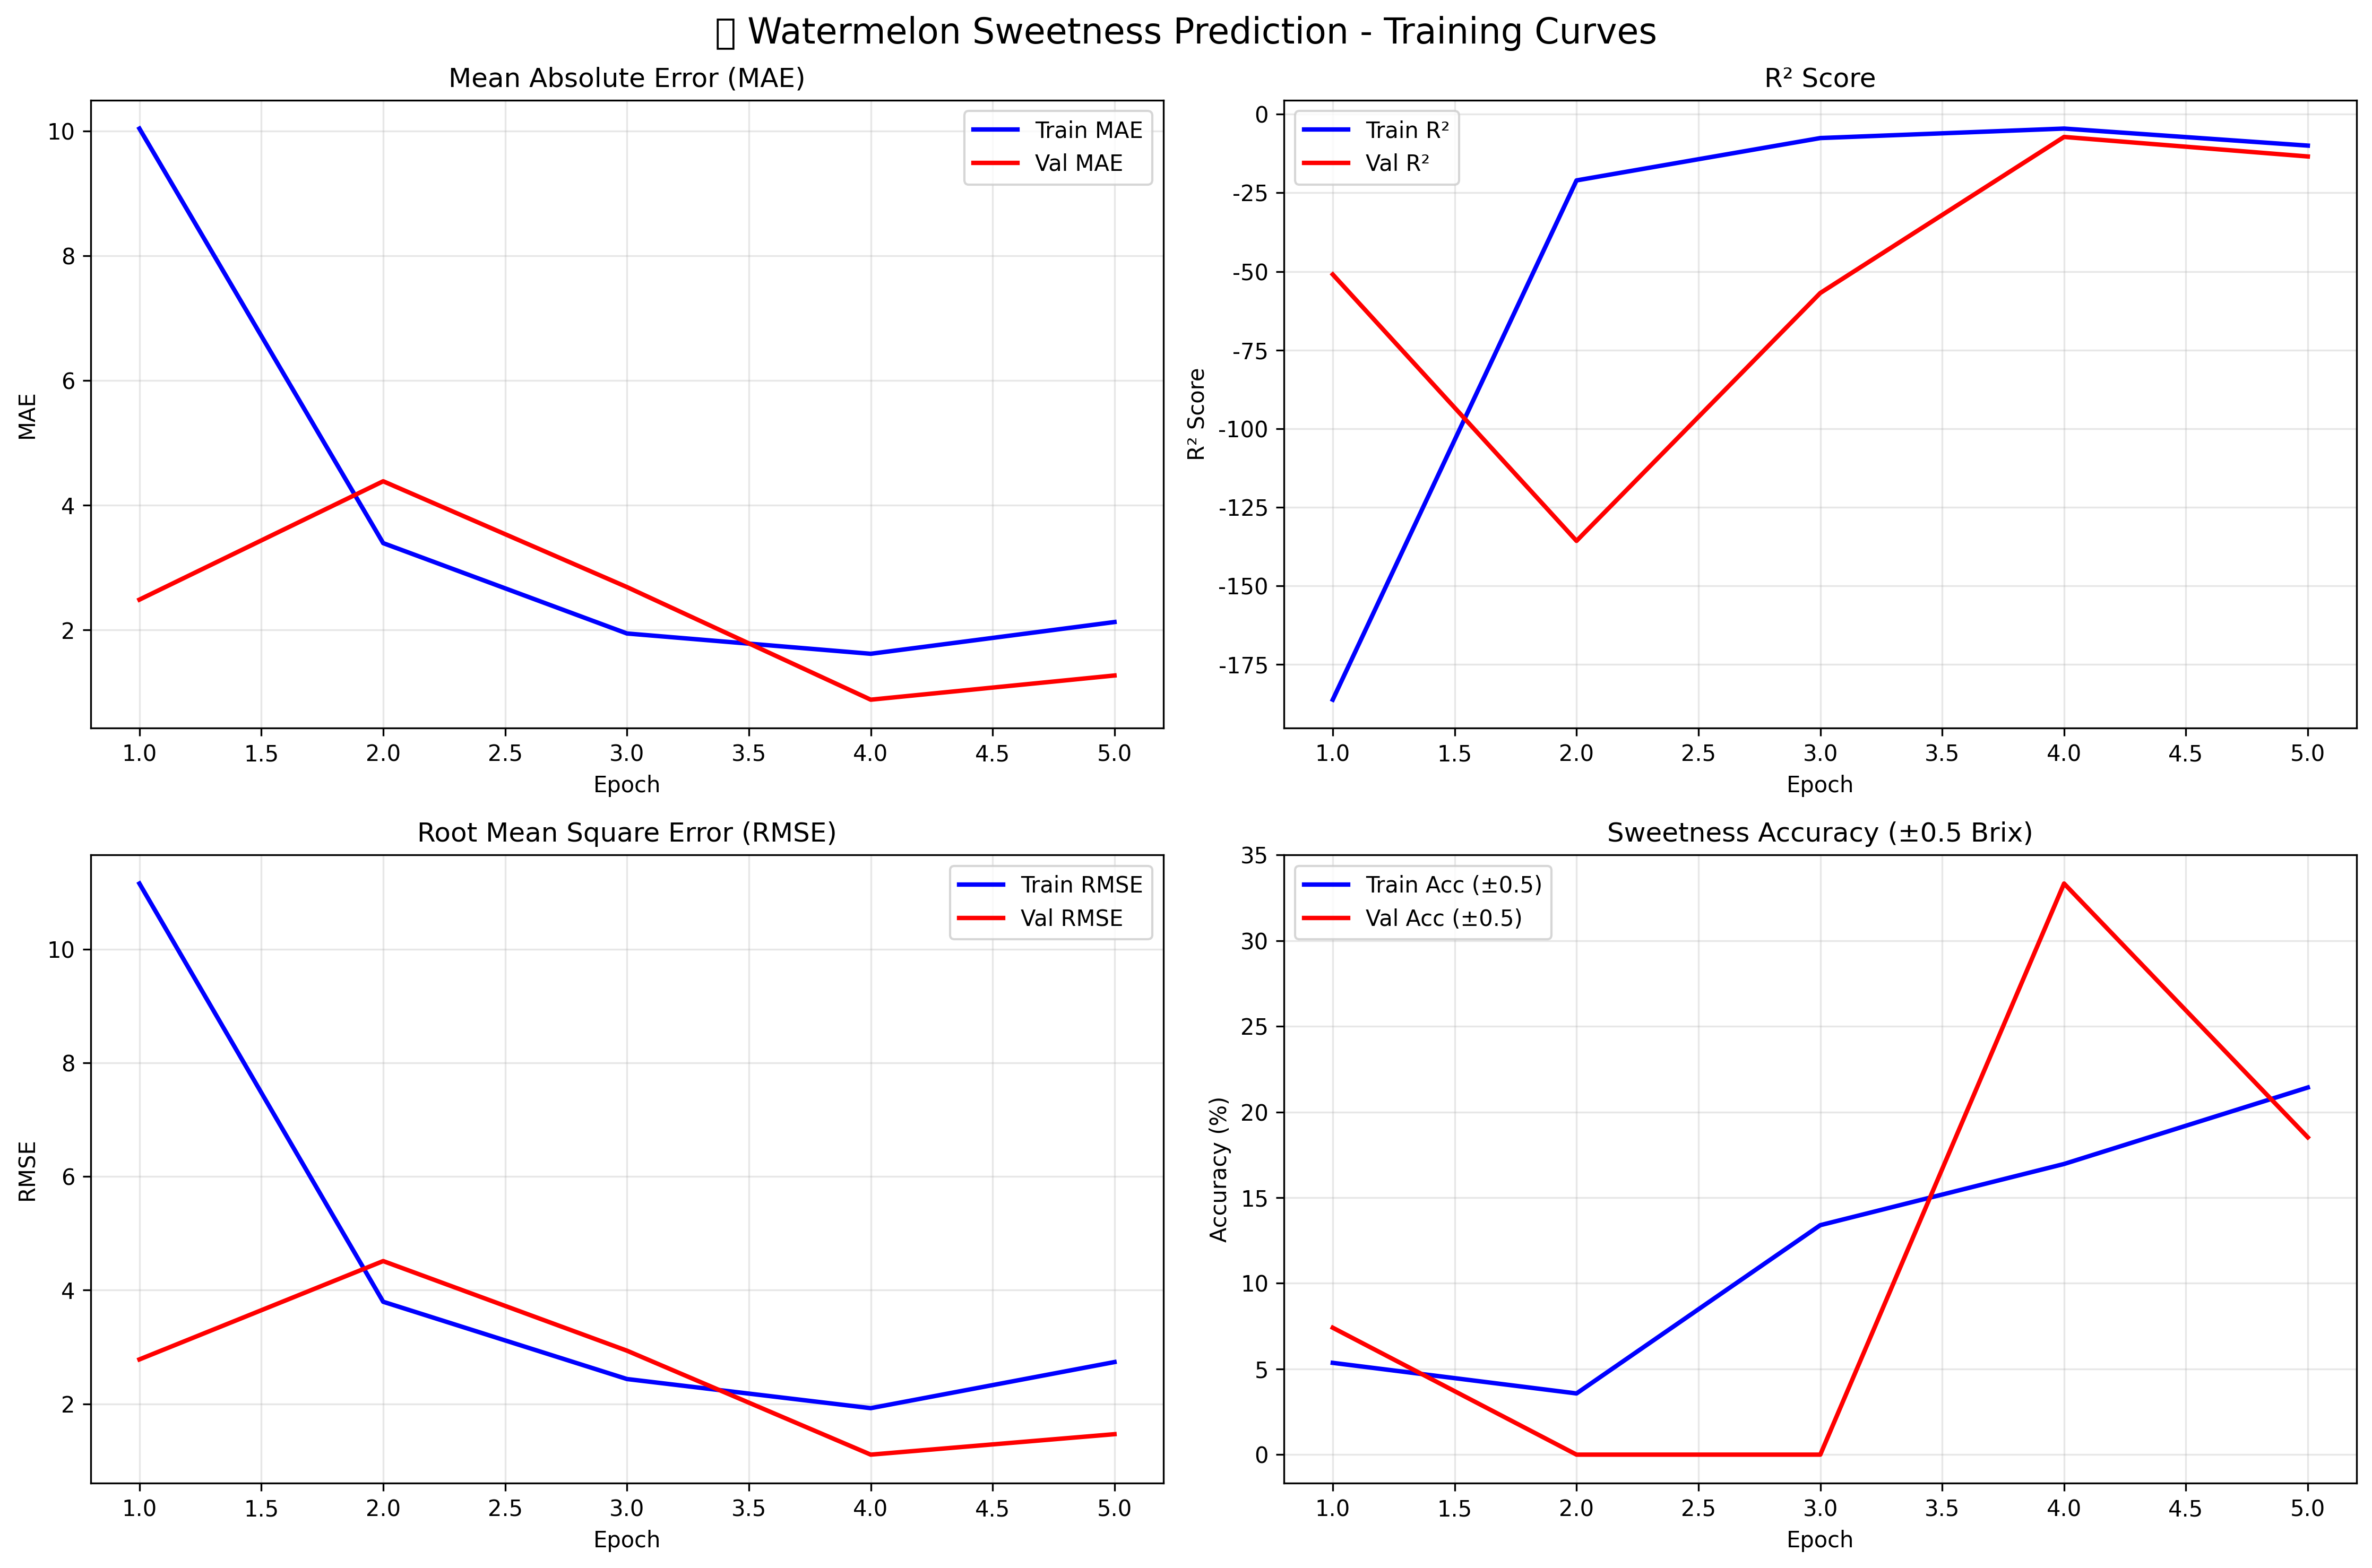 Watermelon Sweetness Prediction - Training Curves
Mean Absolute Error (MAE)
10
8
6
4
2
MAE
Train MAE
Val MAE
1.0 1.5 2.0 2.5 3.0 3.5 4.0 4.5 5.0
Epoch
R² Score
0
-25
-50
-75
-100
-125
-150
-175
R² Score
Train R²
Val R²
1.0 1.5 2.0 2.5 3.0 3.5 4.0 4.5 5.0
Epoch
Root Mean Square Error (RMSE)
10
8
6
4
2
RMSE
Train RMSE
Val RMSE
1.0 1.5 2.0 2.5 3.0 3.5 4.0 4.5 5.0
Epoch
Sweetness Accuracy (±0.5 Brix)
35
30
25
20
15
10
5
0
Accuracy (%)
Train Acc (±0.5)
Val Acc (±0.5)
1.0 1.5 2.0 2.5 3.0 3.5 4.0 4.5 5.0
Epoch